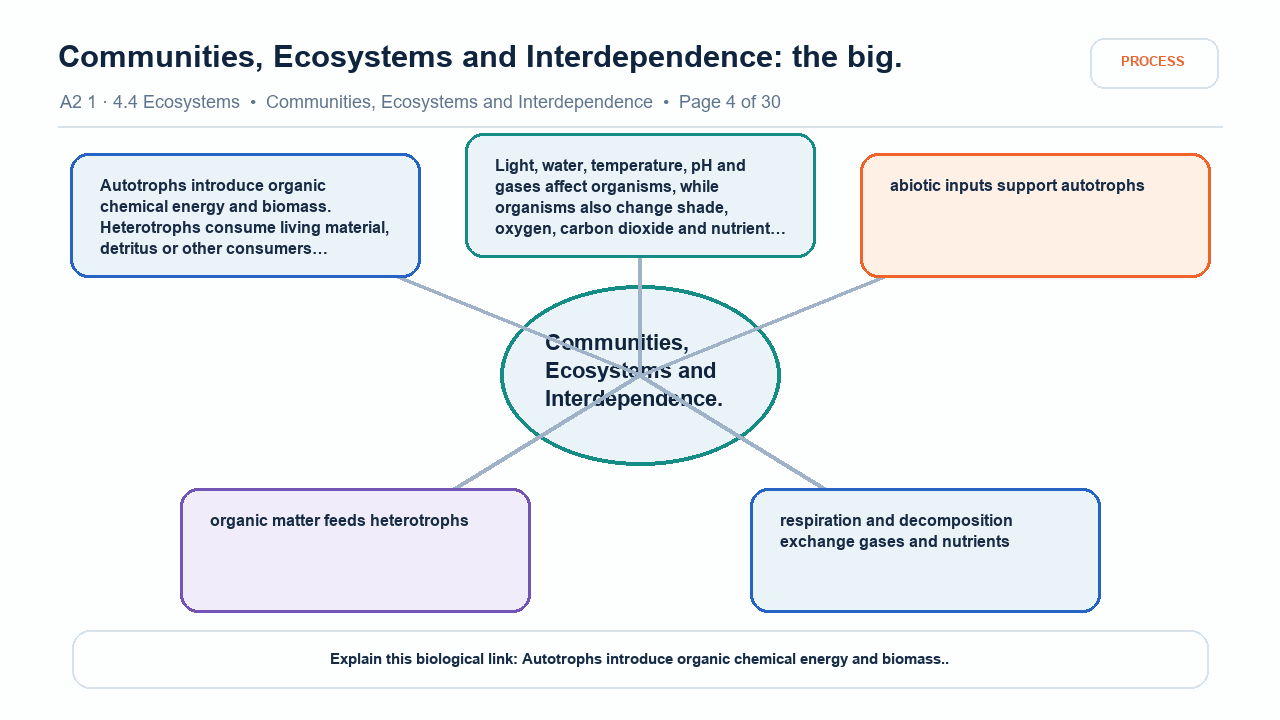 Communities, Ecosystems and Interdependence: the big.
PROCESS
A2 1 · 4.4 Ecosystems • Communities, Ecosystems and Interdependence • Page 4 of 30
Autotrophs introduce organic
chemical energy and biomass.
Heterotrophs consume living material,
detritus or other consumers…
Light, water, temperature, pH and
gases affect organisms, while
organisms also change shade,
oxygen, carbon dioxide and nutrient…
abiotic inputs support autotrophs
Communities,
Ecosystems and
Interdependence.
organic matter feeds heterotrophs
respiration and decomposition
exchange gases and nutrients
Explain this biological link: Autotrophs introduce organic chemical energy and biomass..